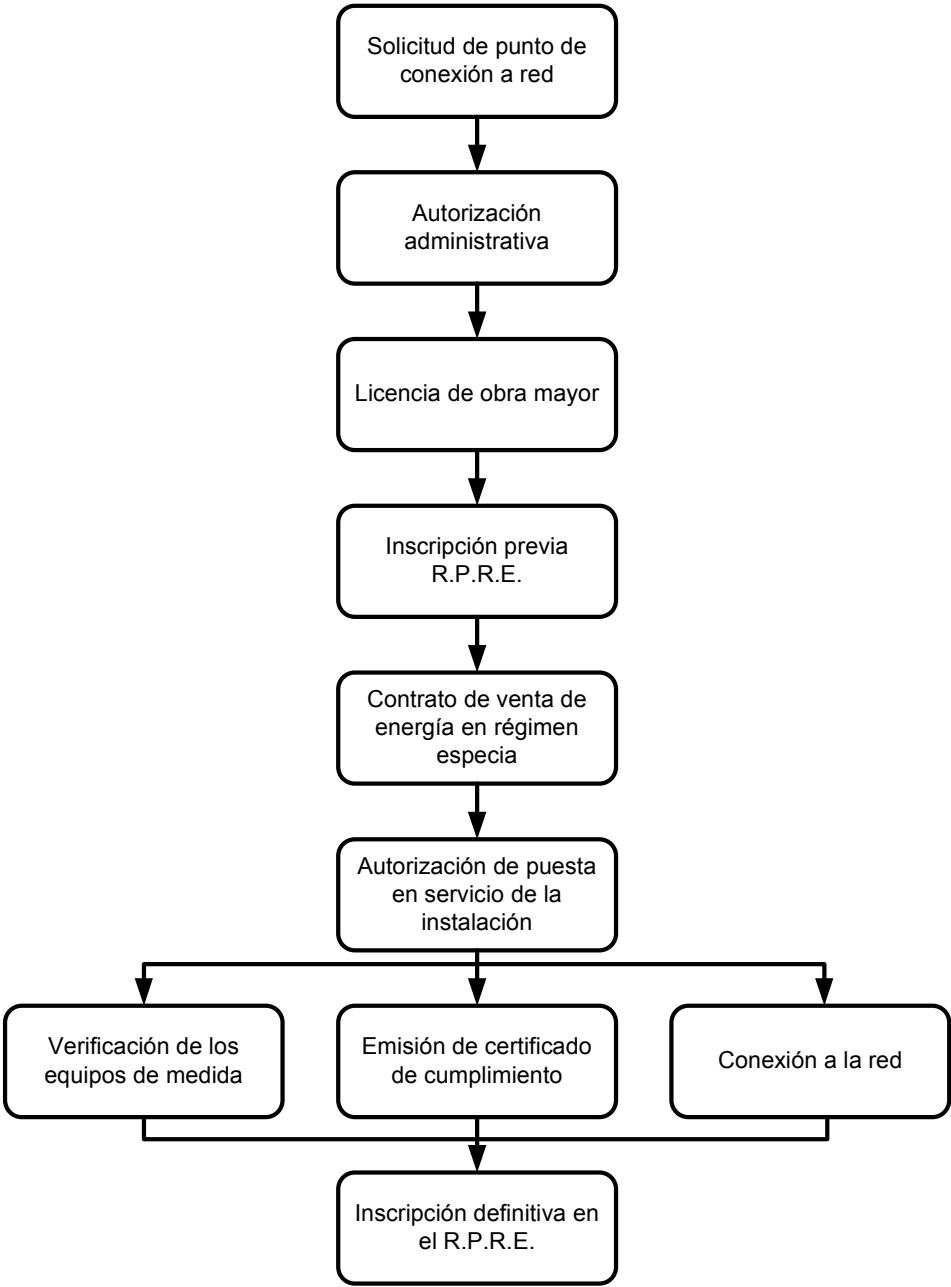 Solicitud de punto de
conexión a red
Autorización
administrativa
Licencia de obra mayor
Inscripción previa
R.P.R.E.
Contrato de venta de
energía en régimen
especia
Autorización de puesta
en servicio de la
instalación
Verificación de los
equipos de medida
Emisión de certificado
de cumplimiento
Conexión a la red
Inscripción definitiva en
el R.P.R.E.